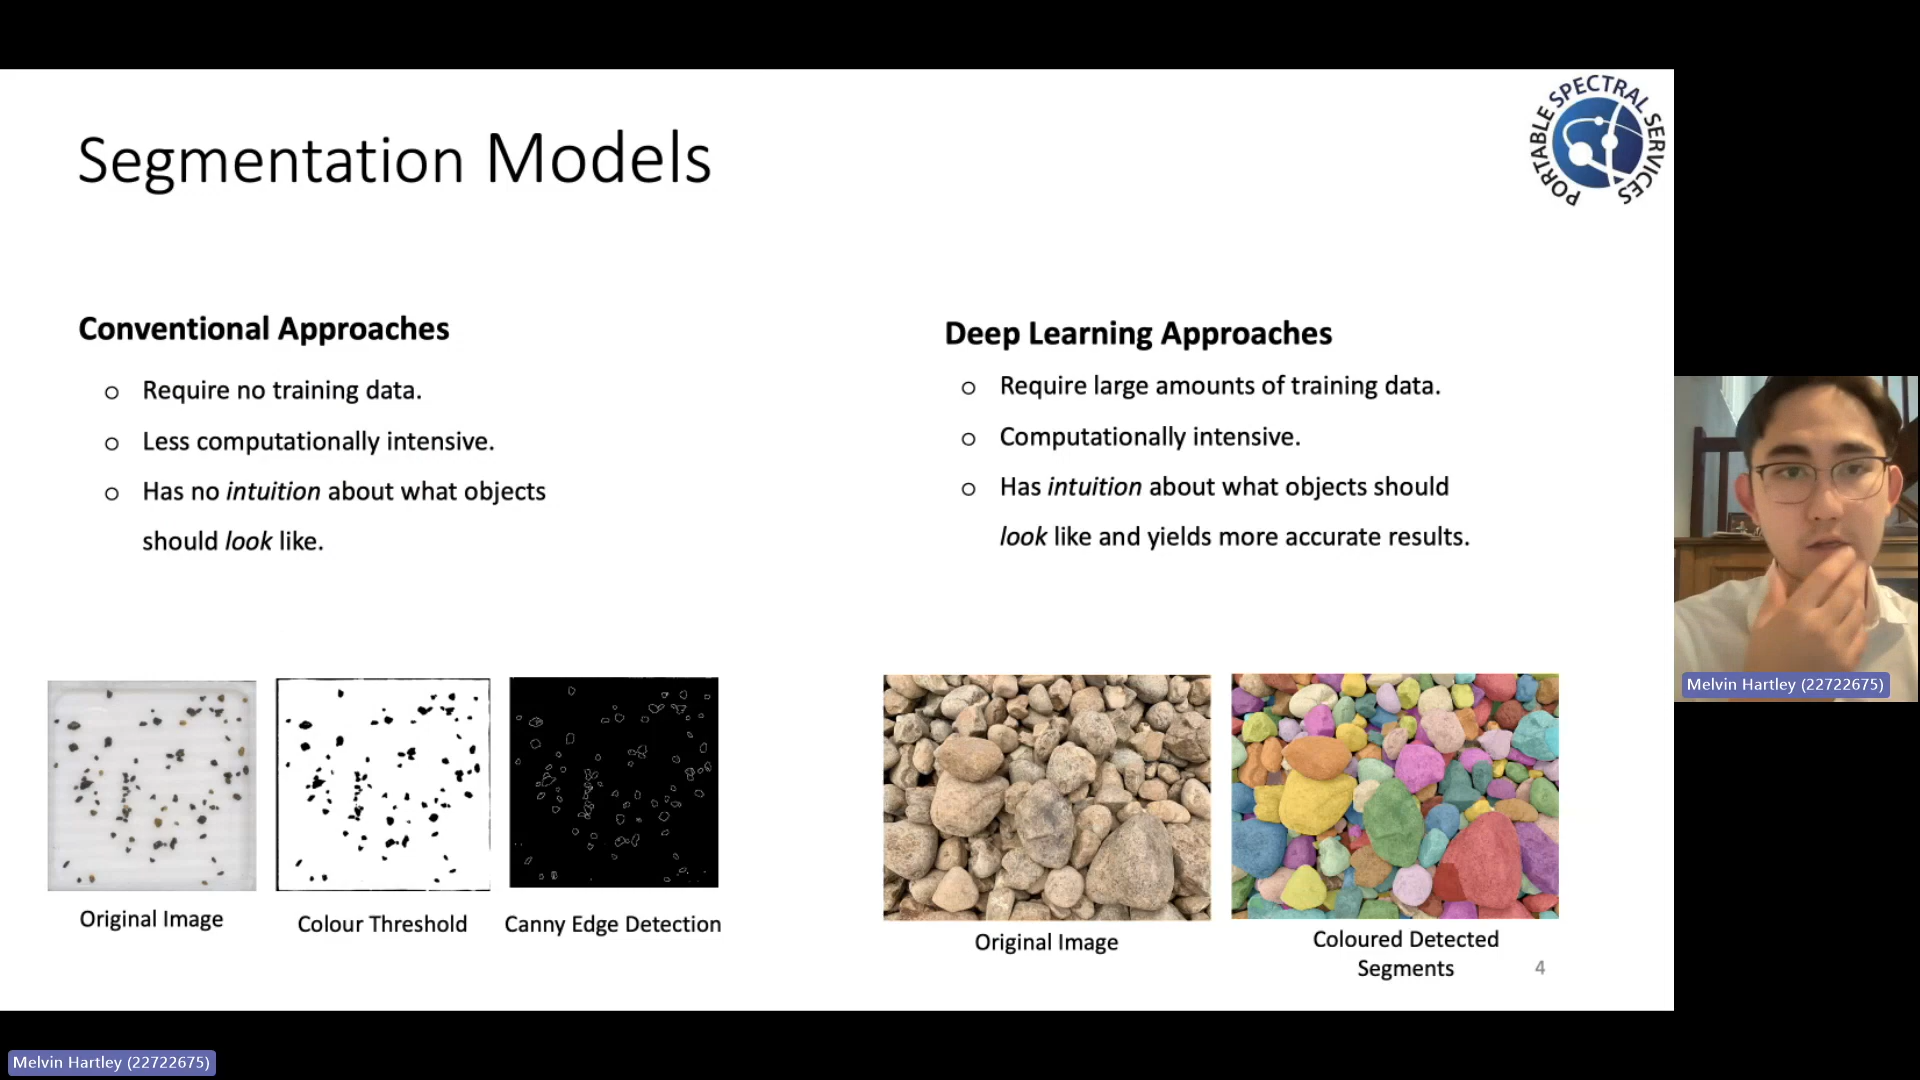 PORTABLE SPECTRAL SERVICES
Segmentation Models
Conventional Approaches
o Require no training data.
o Less computationally intensive.
o Has no intuition about what objects
should look like.
Deep Learning Approaches
o Require large amounts of training data.
o Computationally intensive.
o Has intuition about what objects should
look like and yields more accurate results.
Original Image
Colour Threshold
Canny Edge Detection
Original Image
Coloured Detected
Segments
4
Melvin Hartley (22722675)
Melvin Hartley (22722675)